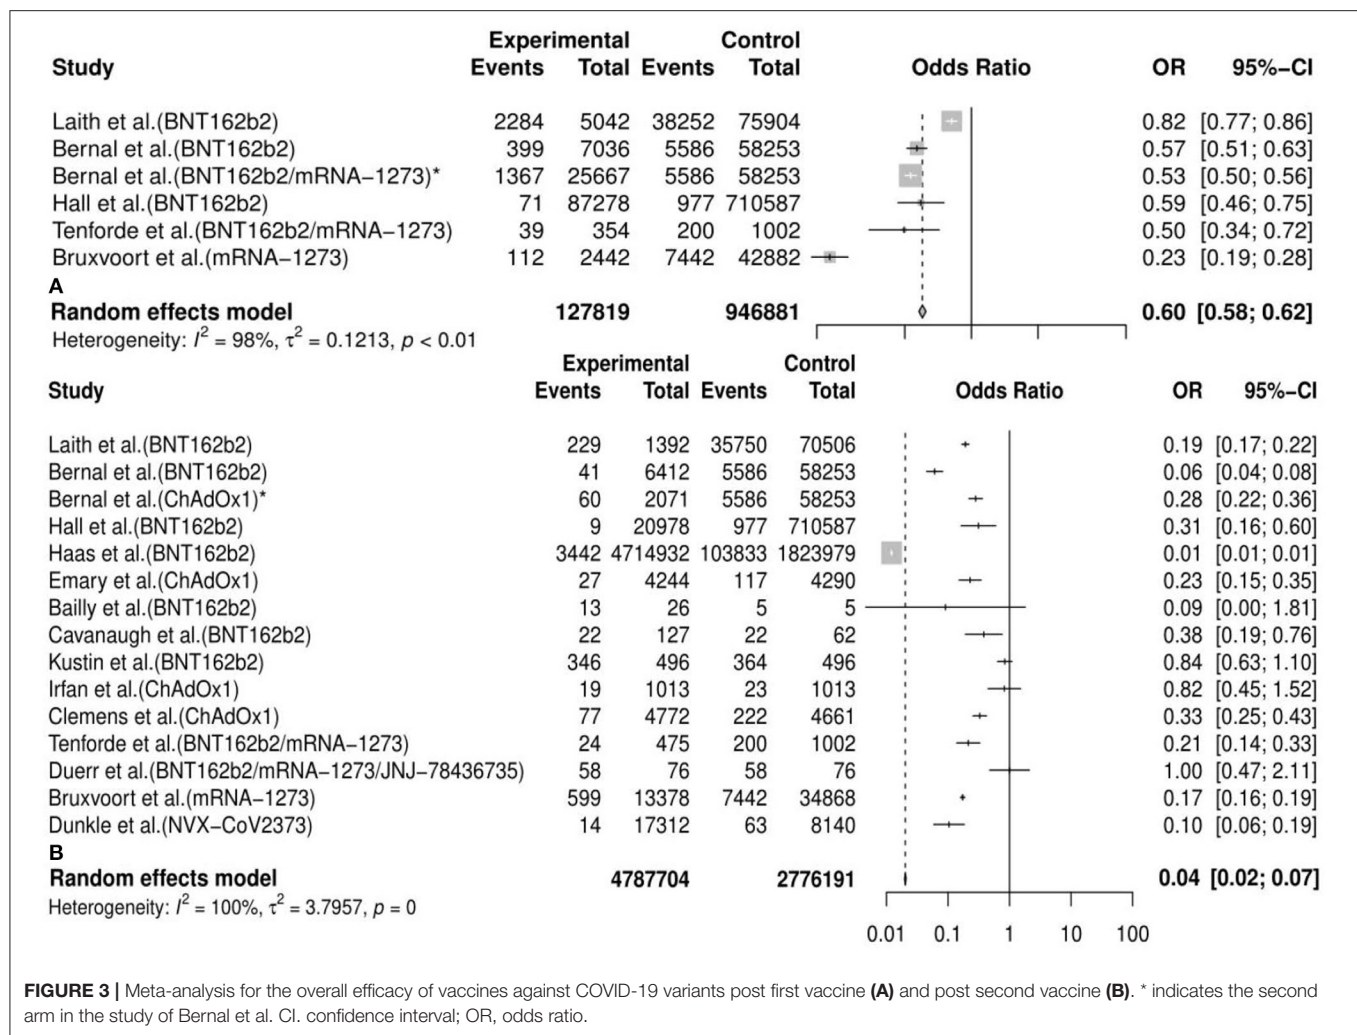 Experimental Control
Study Events Total Events Total Odds Ratio OR 95%−CI
Laith et al.(BNT162b2) 2284 5042 38252 75904 0.82 [0.77; 0.86]
Bernal et al.(BNT162b2) 399 7036 5586 58253 0.57 [0.51; 0.63]
Bernal et al.(BNT162b2/mRNA−1273)* 1367 25667 5586 58253 0.53 [0.50; 0.56]
Hall et al.(BNT162b2) 71 87278 977 710587 0.59 [0.46; 0.75]
Tenforde et al.(BNT162b2/mRNA−1273) 39 354 200 1002 0.50 [0.34; 0.72]
Bruxvoort et al.(mRNA−1273) 112 2442 7442 42882 0.23 [0.19; 0.28]
A
Random effects model 127819 946881 0.60 [0.58; 0.62]
Heterogeneity: I² = 98%, τ² = 0.1213, p < 0.01
Experimental Control
Study Events Total Events Total Odds Ratio OR 95%−CI
Laith et al.(BNT162b2) 229 1392 35750 70506 0.19 [0.17; 0.22]
Bernal et al.(BNT162b2) 41 6412 5586 58253 0.06 [0.04; 0.08]
Bernal et al.(ChAdOx1)* 60 2071 5586 58253 0.28 [0.22; 0.36]
Hall et al.(BNT162b2) 9 20978 977 710587 0.31 [0.16; 0.60]
Haas et al.(BNT162b2) 3442 4714932 103833 1823979 0.01 [0.01; 0.01]
Emary et al.(ChAdOx1) 27 4244 117 4290 0.23 [0.15; 0.35]
Bailly et al.(BNT162b2) 13 26 5 5 0.09 [0.00; 1.81]
Cavanaugh et al.(BNT162b2) 22 127 22 62 0.38 [0.19; 0.76]
Kustin et al.(BNT162b2) 346 496 364 496 0.84 [0.63; 1.10]
Irfan et al.(ChAdOx1) 19 1013 23 1013 0.82 [0.45; 1.52]
Clemens et al.(ChAdOx1) 77 4772 222 4661 0.33 [0.25; 0.43]
Tenforde et al.(BNT162b2/mRNA−1273) 24 475 200 1002 0.21 [0.14; 0.33]
Duerr et al.(BNT162b2/mRNA−1273/JNJ−78436735) 58 76 58 76 1.00 [0.47; 2.11]
Bruxvoort et al.(mRNA−1273) 599 13378 7442 34868 0.17 [0.16; 0.19]
Dunkle et al.(NVX−CoV2373) 14 17312 63 8140 0.10 [0.06; 0.19]
B
Random effects model 4787704 2776191 0.04 [0.02; 0.07]
Heterogeneity: I² = 100%, τ² = 3.7957, p = 0
0.01 0.1 1 10 100
FIGURE 3 | Meta-analysis for the overall efficacy of vaccines against COVID-19 variants post first vaccine (A) and post second vaccine (B). * indicates the second
arm in the study of Bernal et al. CI. confidence interval; OR, odds ratio.